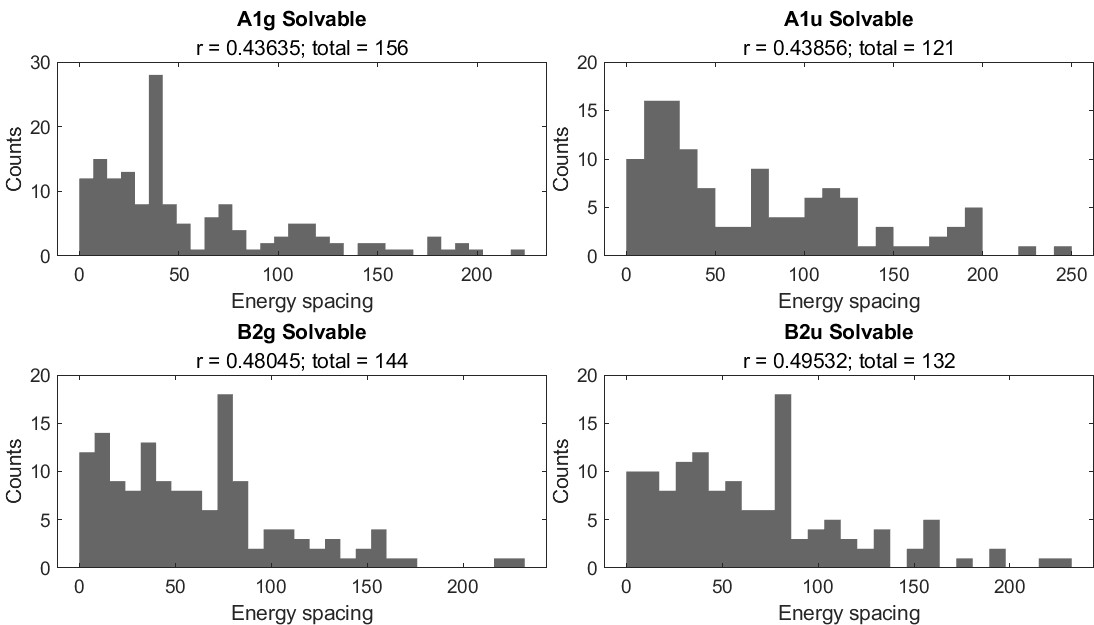 A1g Solvable
r = 0.43635; total = 156
30
20
10
0
Counts
0 50 100 150 200
Energy spacing
A1u Solvable
r = 0.43856; total = 121
20
15
10
5
0
Counts
0 50 100 150 200 250
Energy spacing
B2g Solvable
r = 0.48045; total = 144
20
15
10
5
0
Counts
0 50 100 150 200
Energy spacing
B2u Solvable
r = 0.49532; total = 132
20
15
10
5
0
Counts
0 50 100 150 200
Energy spacing